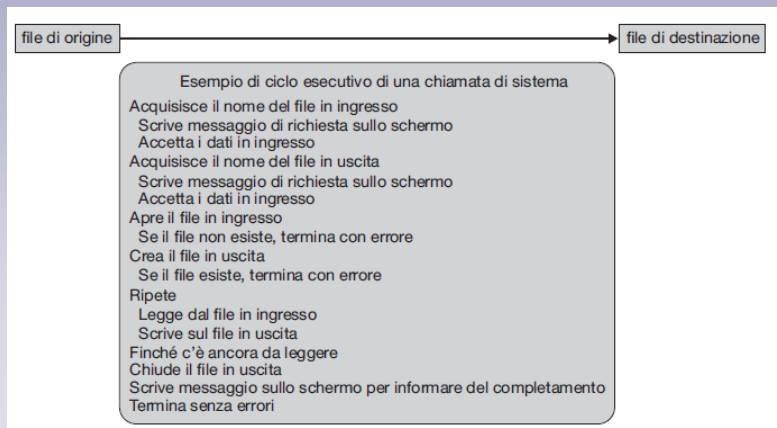 file di origine
file di destinazione
Esempio di ciclo esecutivo di una chiamata di sistema
Acquisisce il nome del file in ingresso
Scrive messaggio di richiesta sullo schermo
Accetta i dati in ingresso
Acquisisce il nome del file in uscita
Scrive messaggio di richiesta sullo schermo
Accetta i dati in ingresso
Apre il file in ingresso
Se il file non esiste, termina con errore
Crea il file in uscita
Se il file esiste, termina con errore
Ripete
Legge dal file in ingresso
Scrive sul file in uscita
Finché c'è ancora da leggere
Chiude il file in uscita
Scrive messaggio sullo schermo per informare del completamento
Termina senza errori